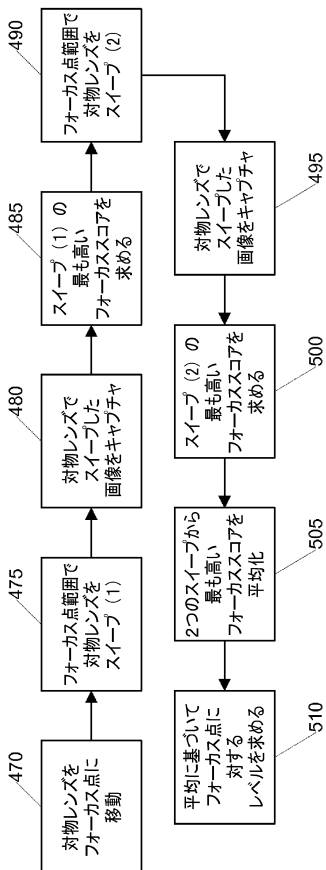 470
対物レンズを
フォーカス点に
移動
475
フォーカス点範囲で
対物レンズを
スイープ（1）
480
対物レンズで
スイープした
画像をキャプチャ
485
スイープ（1）の
最も高い
フォーカススコアを
求める
490
フォーカス点範囲で
対物レンズを
スイープ（2）
対物レンズで
スイープした
画像をキャプチャ
495
スイープ（2）の
最も高い
フォーカススコアを
求める
500
2つのスイープから
最も高い
フォーカススコアを
平均化
505
平均に基づいて
フォーカス点に
対する
レベルを求める
510